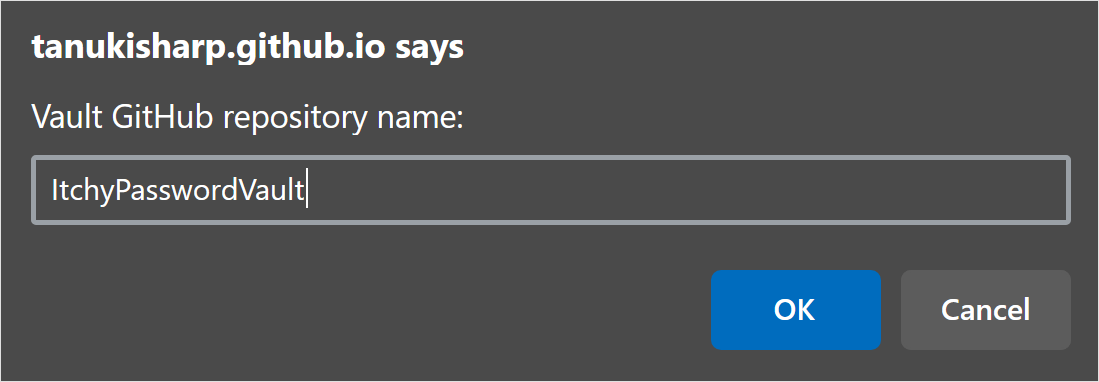 tanukisharp.github.io says
Vault GitHub repository name:
ItchyPasswordVault
OK
Cancel